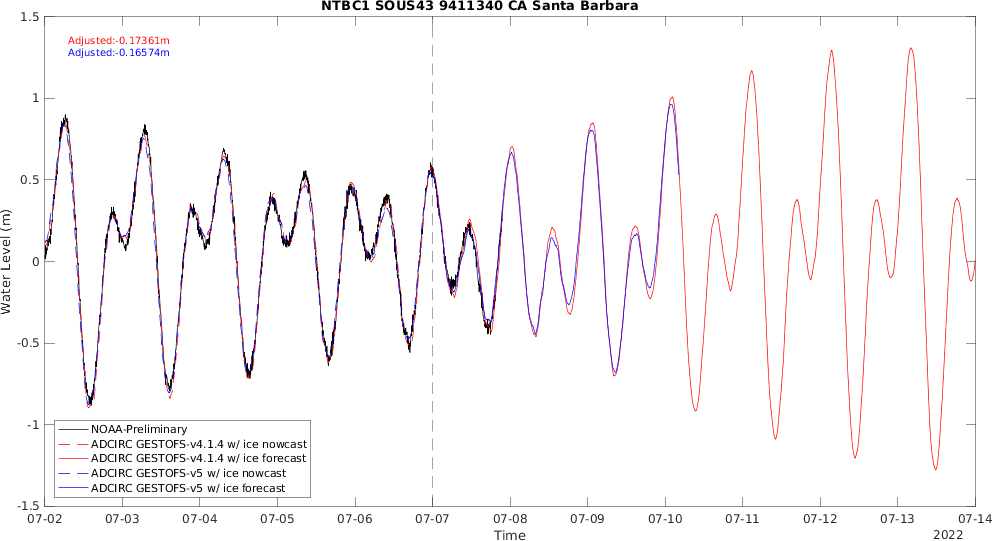 NTBC1 SOUS43 9411340 CA Santa Barbara
1.5
Adjusted:-0.17361m
Adjusted:-0.16574m
1
0.5
0
-0.5
-1
-1.5
Water Level (m)
NOAA-Preliminary
ADCIRC GESTOFS-v4.1.4 w/ ice nowcast
ADCIRC GESTOFS-v4.1.4 w/ ice forecast
ADCIRC GESTOFS-v5 w/ ice nowcast
ADCIRC GESTOFS-v5 w/ ice forecast
07-02 07-03 07-04 07-05 07-06 07-07 07-08 07-09 07-10 07-11 07-12 07-13 07-14
Time
2022